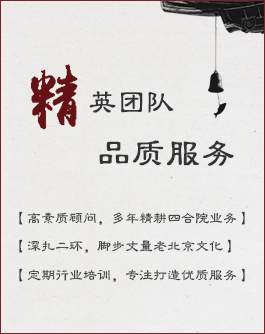 精英团队
品质服务
【高素质顾问，多年精耕四合院业务】
【深扎二环，脚步丈量老北京文化】
【定期行业培训，专注打造优质服务】